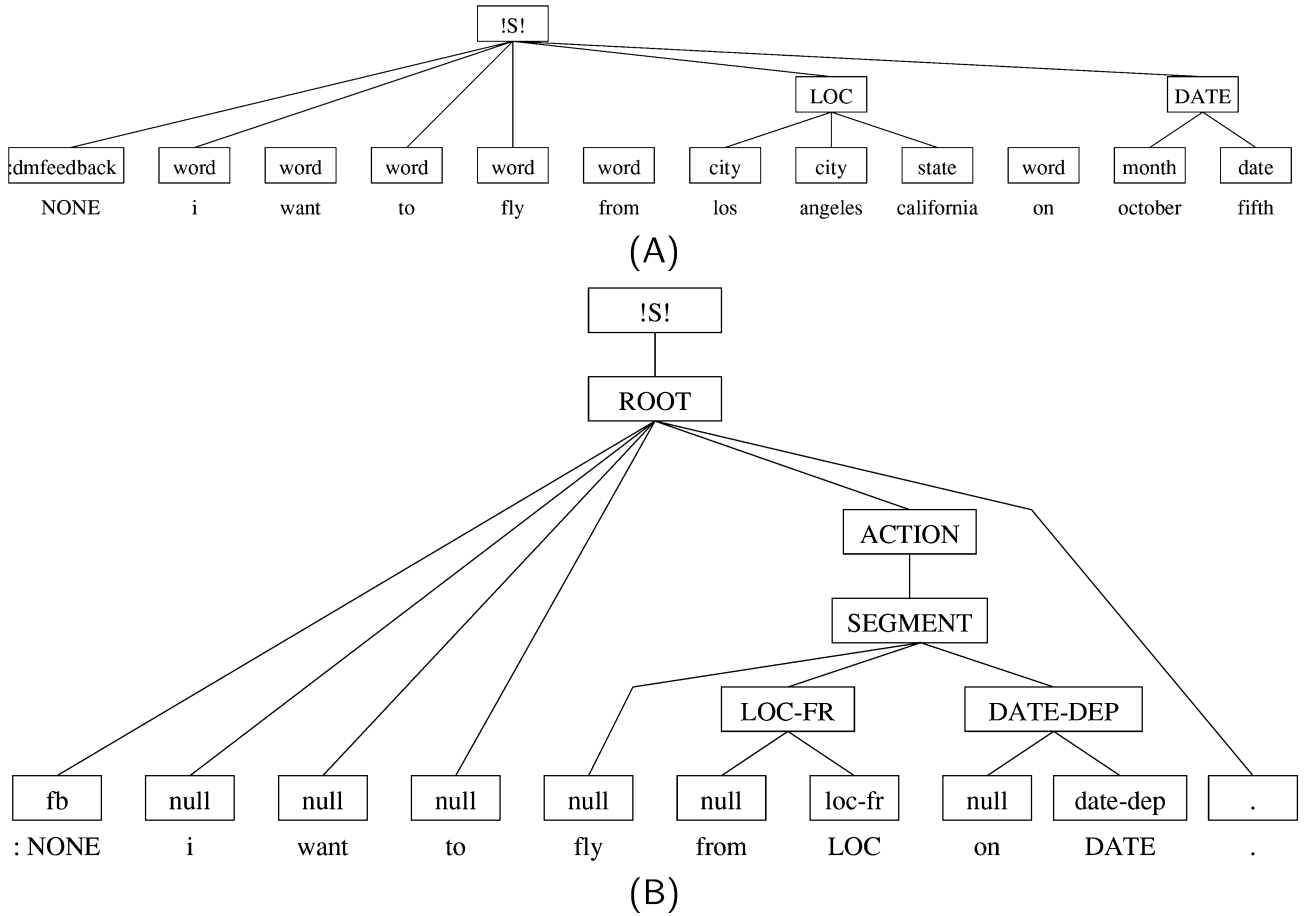 !S!
LOC DATE
:dmfeedback word word word word word city city state word month date
NONE i want to fly from los angeles california on october fifth
(A)
!S!
ROOT
ACTION
SEGMENT
LOC-FR DATE-DEP
fb null null null null null loc-fr null date-dep .
: NONE i want to fly from LOC on DATE .
(B)